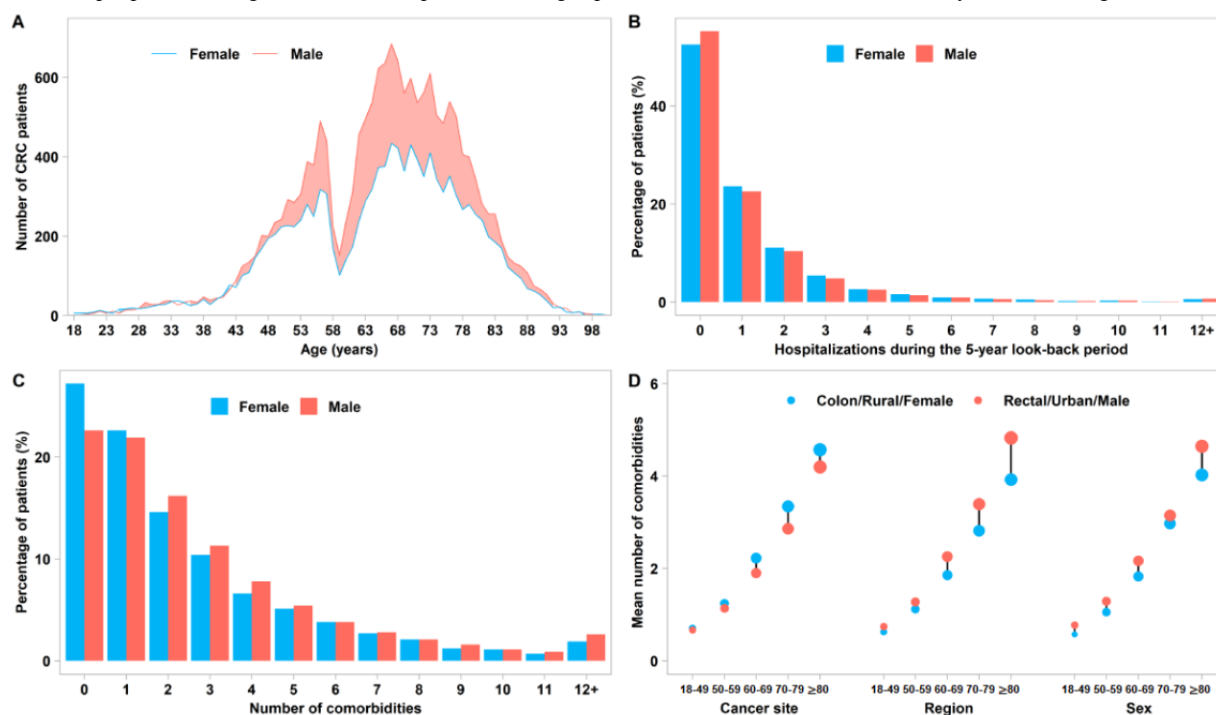 A
Female Male
Number of CRC patients
600
400
200
0
18 23 28 33 38 43 48 53 58 63 68 73 78 83 88 93 98
Age (years)
B
Female Male
Percentage of patients (%)
40
20
0
0 1 2 3 4 5 6 7 8 9 10 11 12+
Hospitalizations during the 5-year look-back period
C
Female Male
Percentage of patients (%)
20
10
0
0 1 2 3 4 5 6 7 8 9 10 11 12+
Number of comorbidities
D
Colon/Rural/Female Rectal/Urban/Male
Mean number of comorbidities
6
4
2
0
18-49 50-59 60-69 70-79 ≥80 18-49 50-59 60-69 70-79 ≥80 18-49 50-59 60-69 70-79 ≥80
Cancer site Region Sex